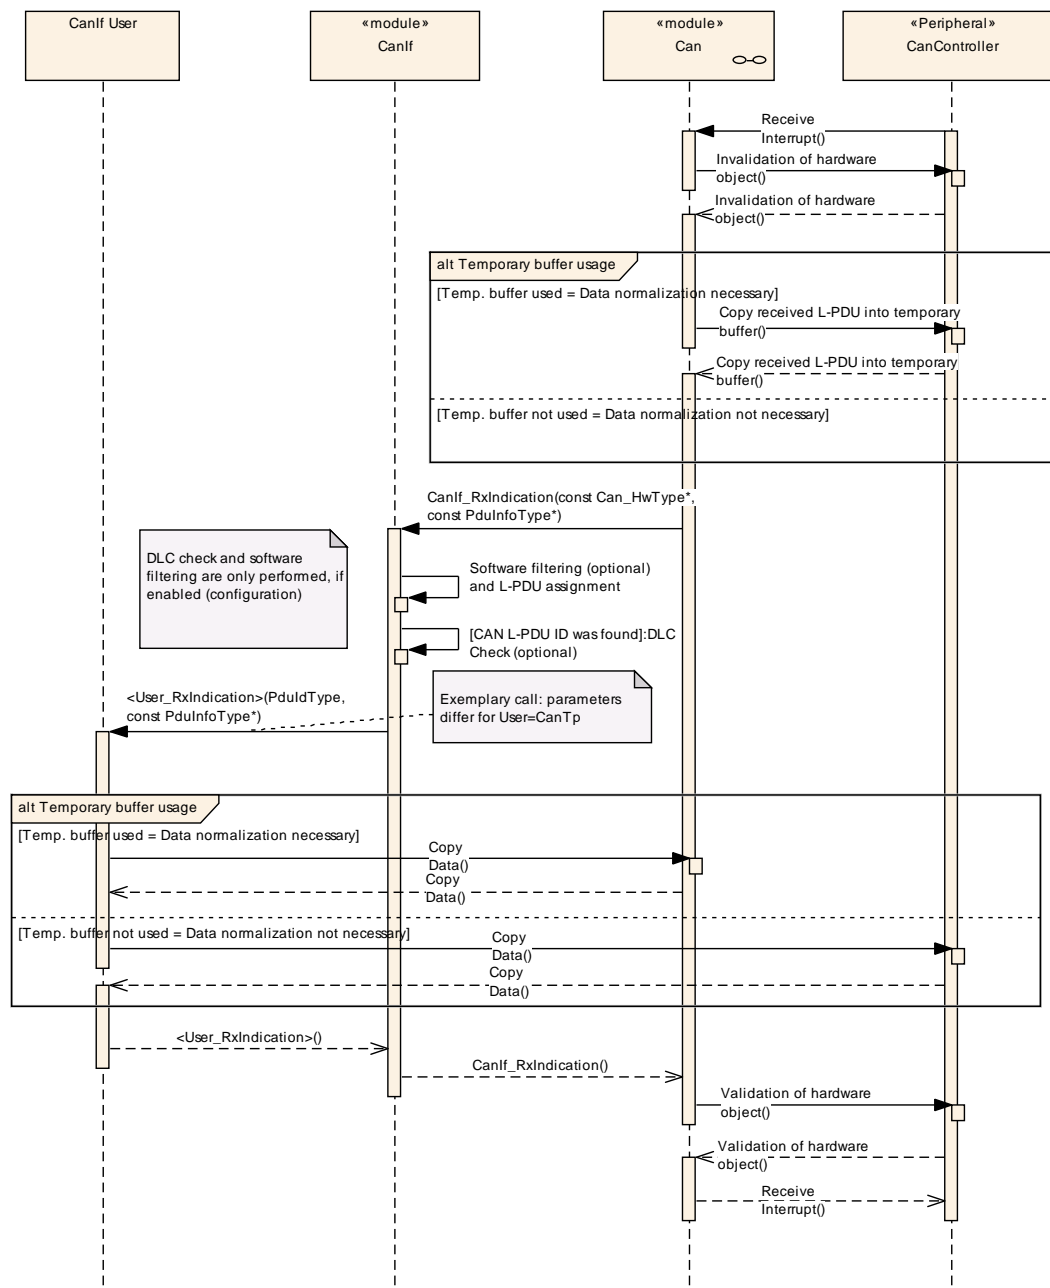 CanIf User
«module»
CanIf
«module»
Can
«Peripheral»
CanController
Receive
Interrupt()
Invalidation of hardware
object()
Invalidation of hardware
object()
alt Temporary buffer usage
[Temp. buffer used = Data normalization necessary]
Copy received L-PDU into temporary
buffer()
Copy received L-PDU into temporary
buffer()
[Temp. buffer not used = Data normalization not necessary]
CanIf_RxIndication(const Can_HwType*,
const PduInfoType*)
DLC check and software
filtering are only performed, if
enabled (configuration)
Software filtering (optional)
and L-PDU assignment
[CAN L-PDU ID was found]:DLC
Check (optional)
<User_RxIndication>(PduIdType,
const PduInfoType*)
Exemplary call: parameters
differ for User=CanTp
alt Temporary buffer usage
[Temp. buffer used = Data normalization necessary]
Copy
Data()
Copy
Data()
[Temp. buffer not used = Data normalization not necessary]
Copy
Data()
Copy
Data()
<User_RxIndication>()
CanIf_RxIndication()
Validation of hardware
object()
Validation of hardware
object()
Receive
Interrupt()